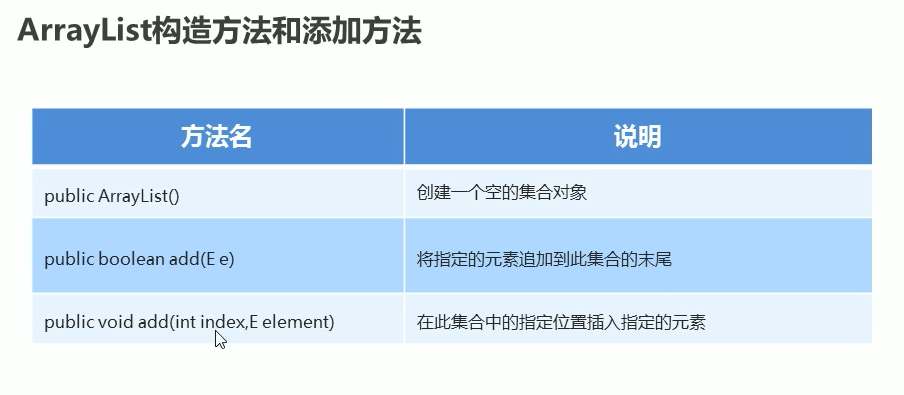 ArrayList构造方法和添加方法
方法名 说明
public ArrayList() 创建一个空的集合对象
public boolean add(E e) 将指定的元素追加到此集合的末尾
public void add(int index,E element) 在此集合中的指定位置插入指定的元素